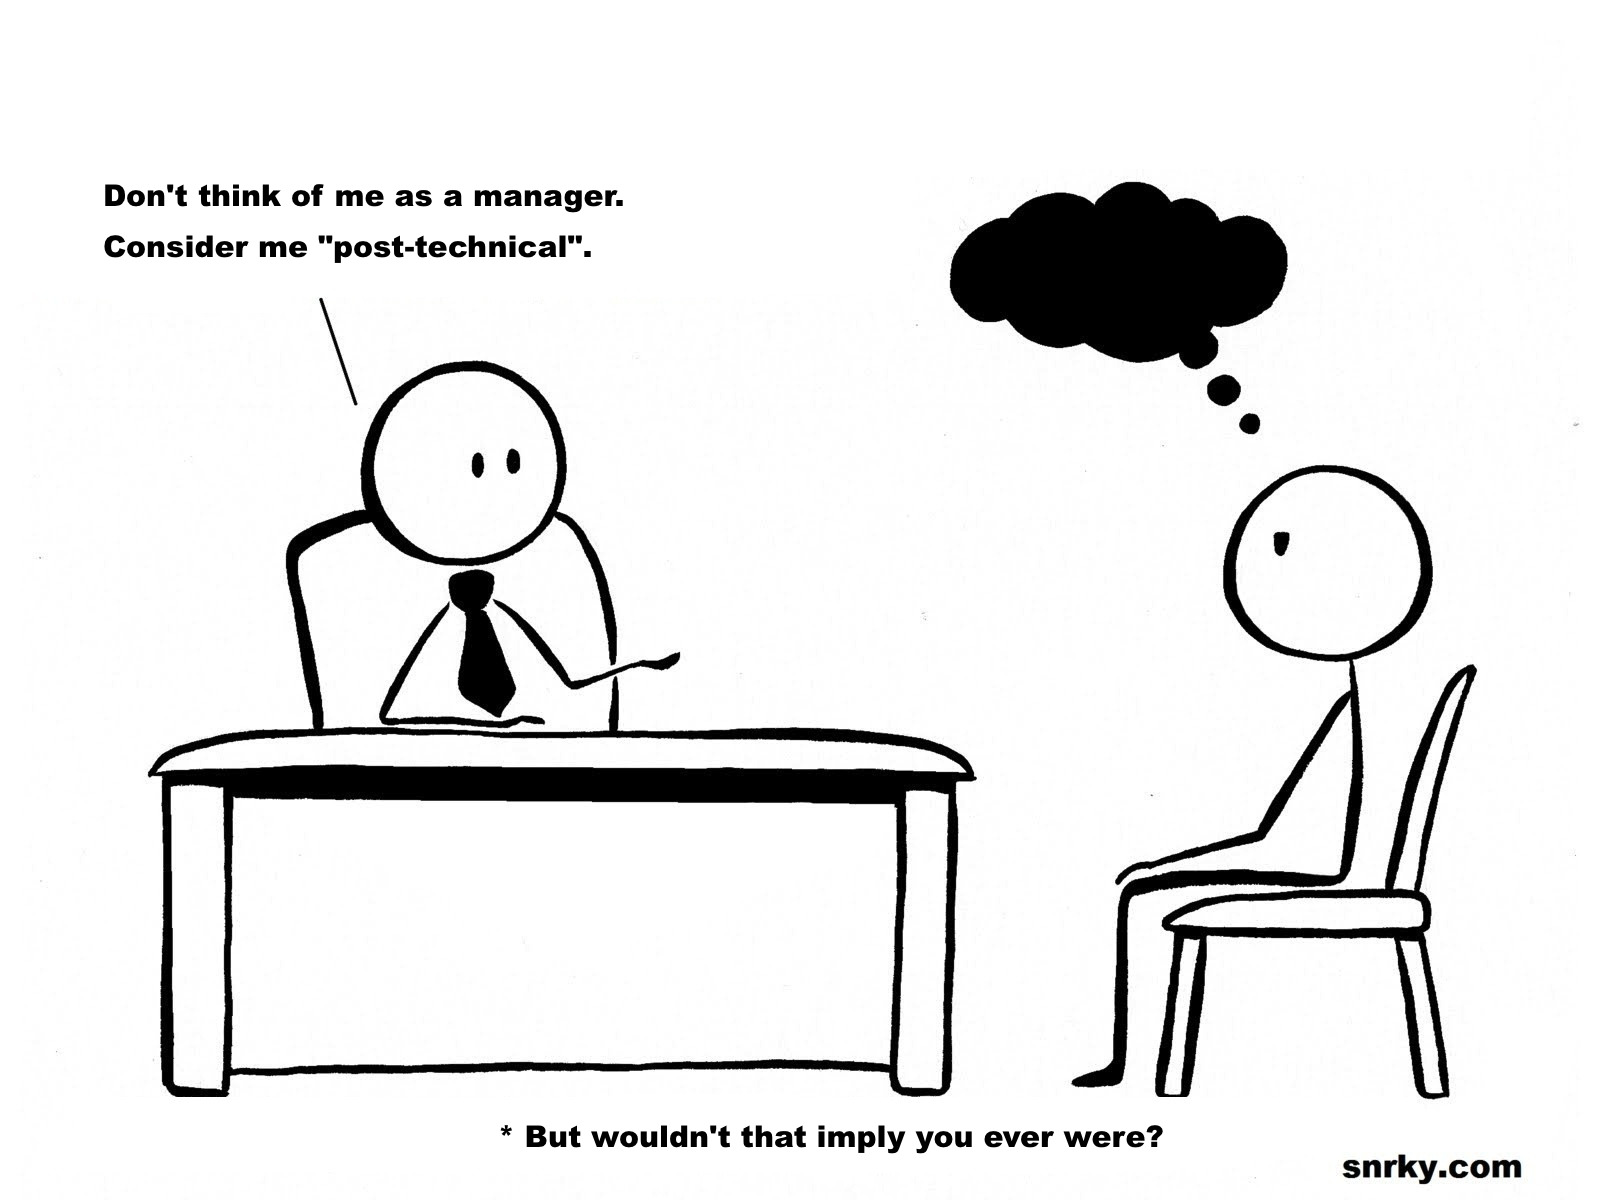 Don't think of me as a manager.
Consider me "post-technical".
* But wouldn't that imply you ever were?
snrky.com